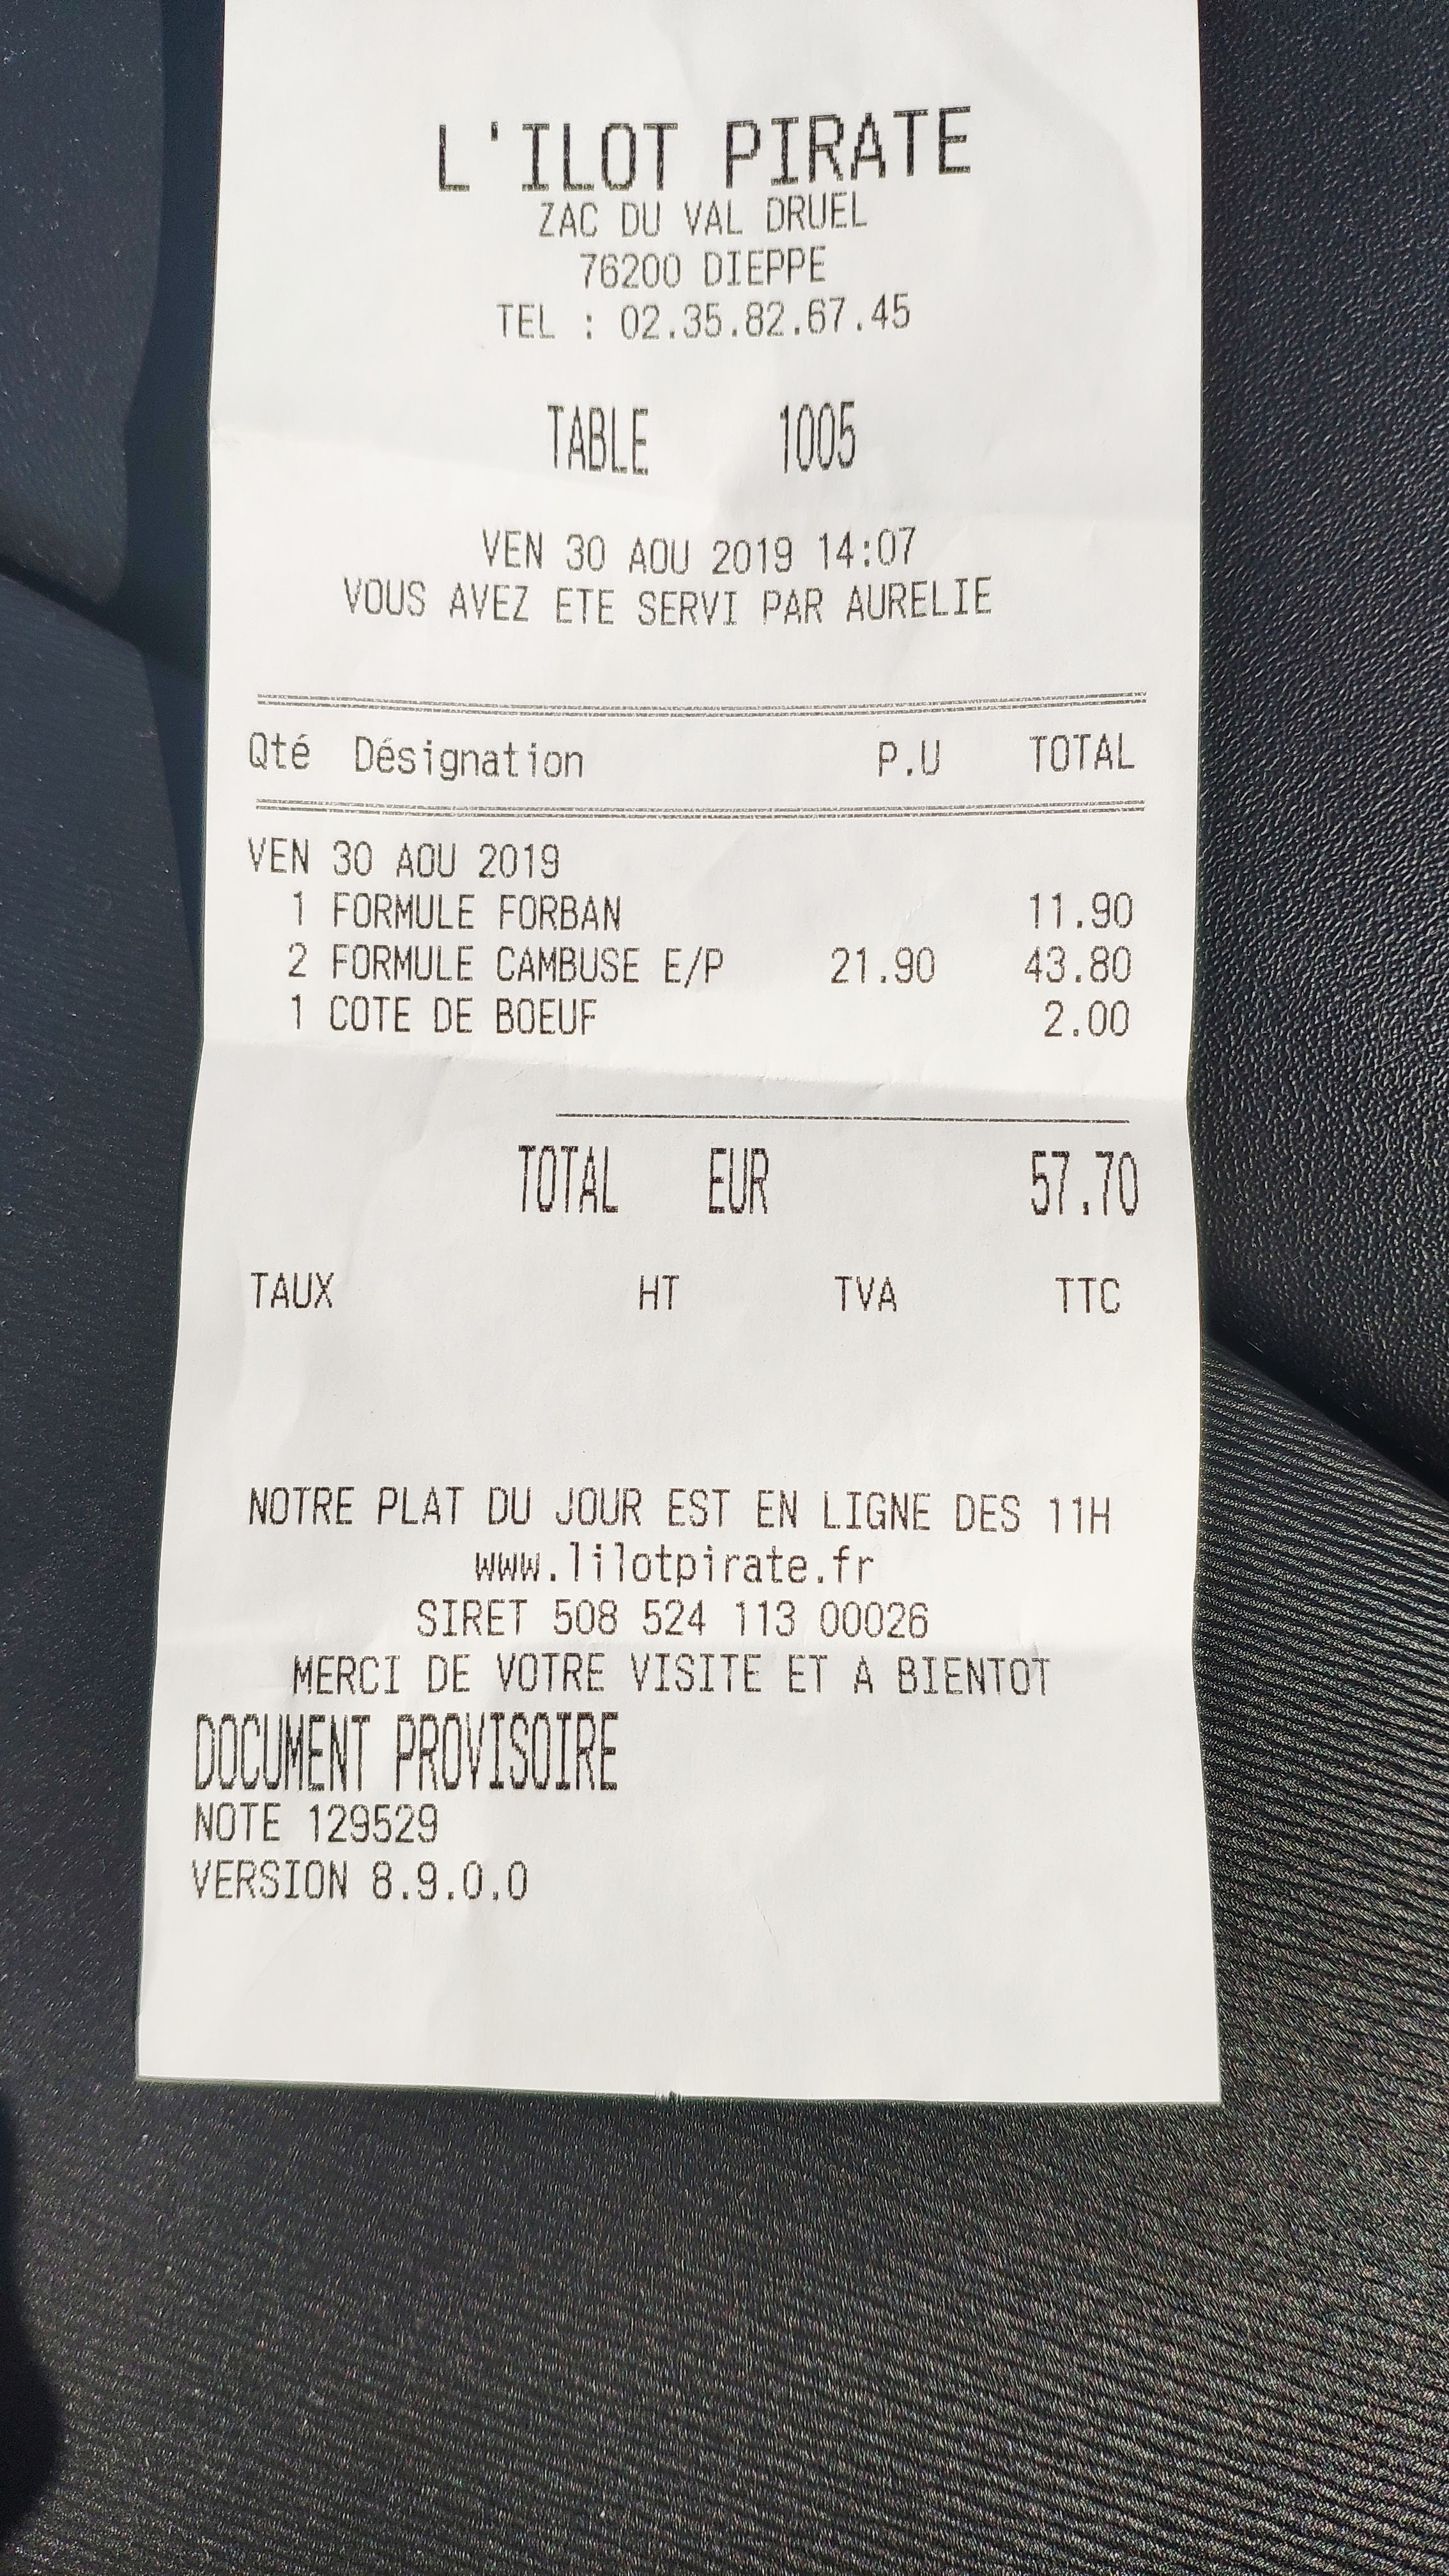 L'ILOT PIRATE
ZAC DU VAL DRUEL
76200 DIEPPE
TEL : 02.35.82.67.45
TABLE 1005
VEN 30 AOU 2019 14:07
VOUS AVEZ ETE SERVI PAR AURELIE
Qté Désignation P.U TOTAL
VEN 30 AOU 2019
1 FORMULE FORBAN 11.90
2 FORMULE CAMBUSE E/P 21.90 43.80
1 COTE DE BOEUF 2.00
TOTAL EUR 57.70
TAUX HT TVA TTC
NOTRE PLAT DU JOUR EST EN LIGNE DES 11H
www.lilotpirate.fr
SIRET 508 524 113 00026
MERCI DE VOTRE VISITE ET A BIENTOT
DOCUMENT PROVISOIRE
NOTE 129529
VERSION 8.9.0.0